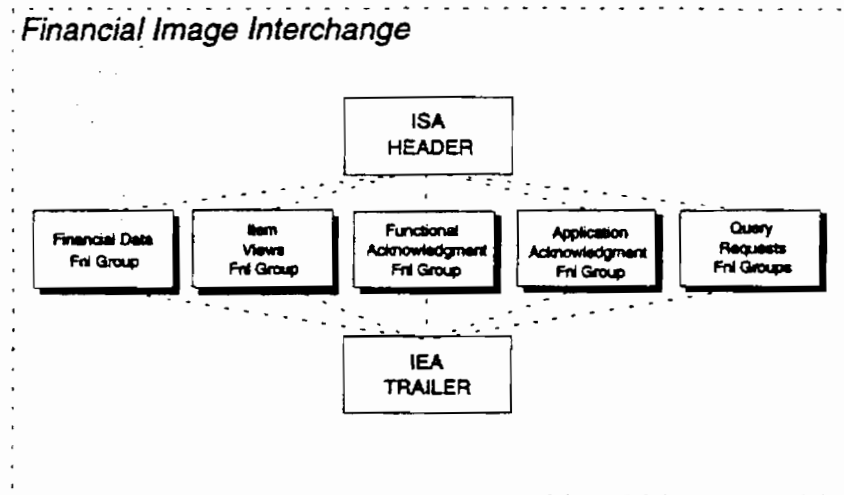 Financial Image Interchange
ISA
HEADER
Financial Data
Fnl Group
Item
Views
Fnl Group
Functional
Acknowledgment
Fnl Group
Application
Acknowledgment
Fnl Group
Query
Requests
Fnl Groups
IEA
TRAILER